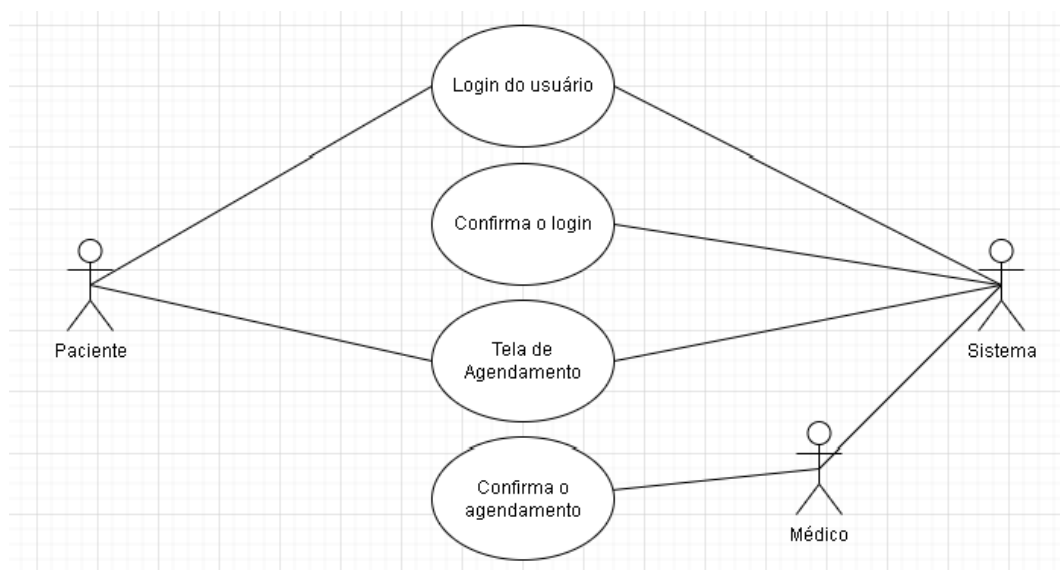 Login do usuário
Confirma o login
Paciente
Tela de
Agendamento
Sistema
Confirma o
agendamento
Médico